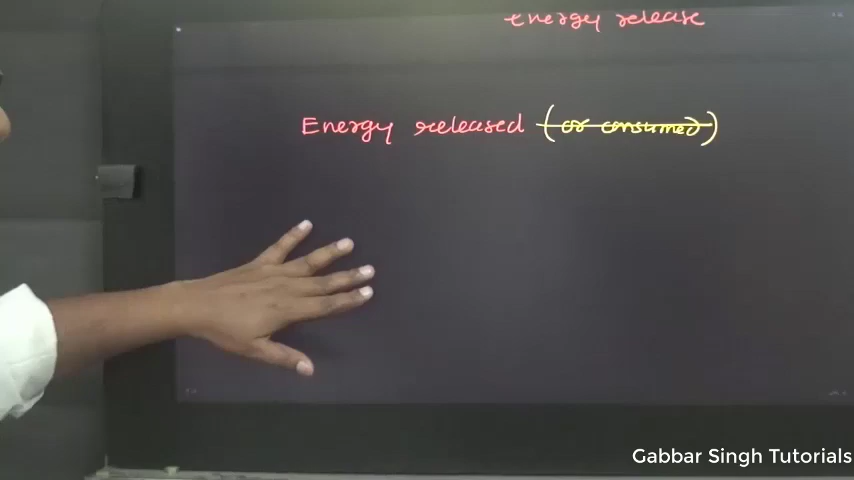 energy release
Energy released (or consumed)
Gabbar Singh Tutorials